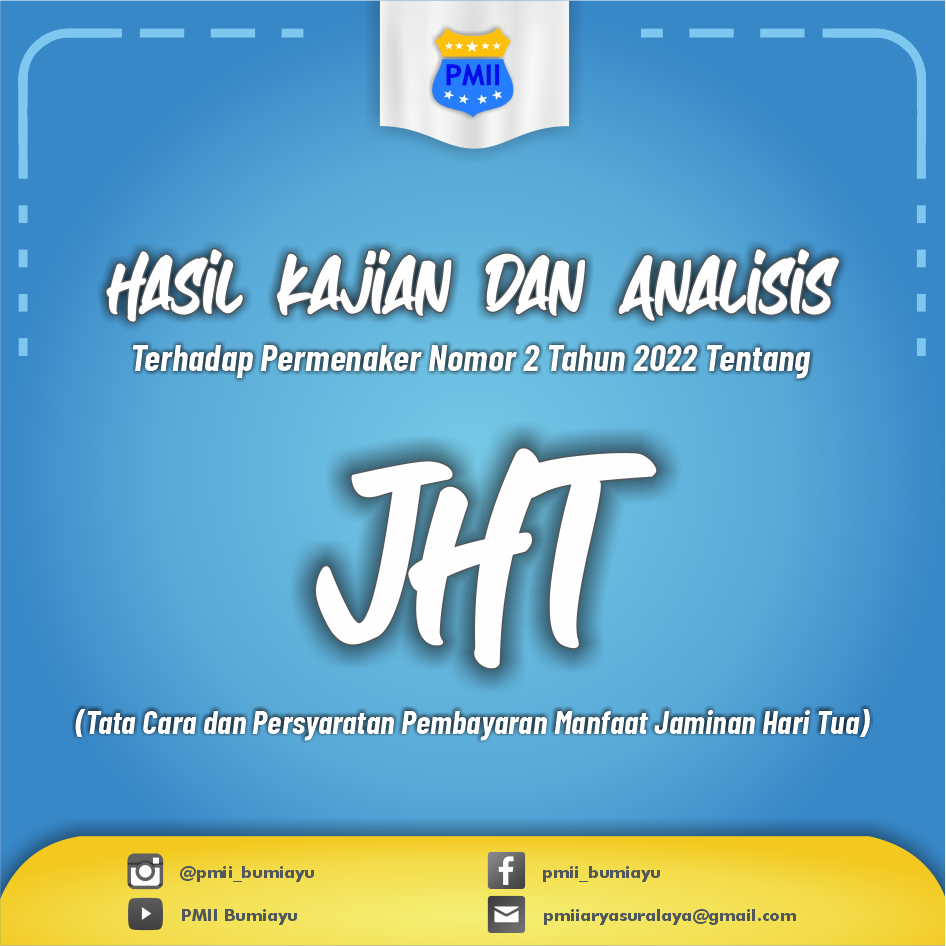 PMII
HASIL KAJIAN DAN ANALISIS
Terhadap Permenaker Nomor 2 Tahun 2022 Tentang
JHT
(Tata Cara dan Persyaratan Pembayaran Manfaat Jaminan Hari Tua)
@pmii_bumiayu
pmii_bumiayu
PMII Bumiayu
pmiiaryasuralaya@gmail.com